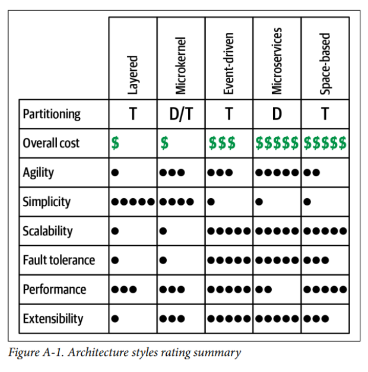 Layered Microkernel Event-driven Microservices Space-based
Partitioning T D/T T D T
Overall cost $ $ $$$ $$$$$ $$$$$
Agility ● ●●● ●●● ●●●●● ●●
Simplicity ●●●●● ●●●● ● ● ●
Scalability ● ● ●●●●● ●●●●● ●●●●●
Fault tolerance ● ● ●●●●● ●●●●● ●●●
Performance ●●● ●●● ●●●●● ●● ●●●●●
Extensibility ● ●●● ●●●●● ●●●●● ●●●
Figure A-1. Architecture styles rating summary